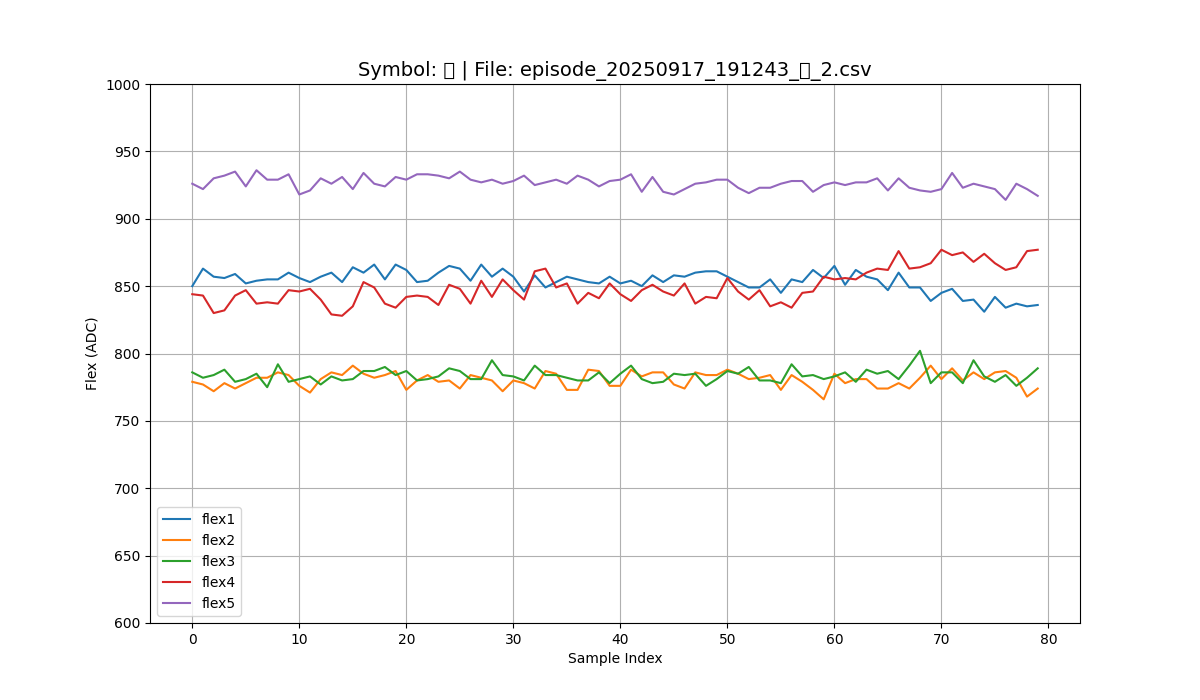 Symbol: | File: episode_20250917_191243_ _2.csv
1000
950
900
850
800
750
700
650
600
Flex (ADC)
flex1
flex2
flex3
flex4
flex5
0 10 20 30 40 50 60 70 80
Sample Index